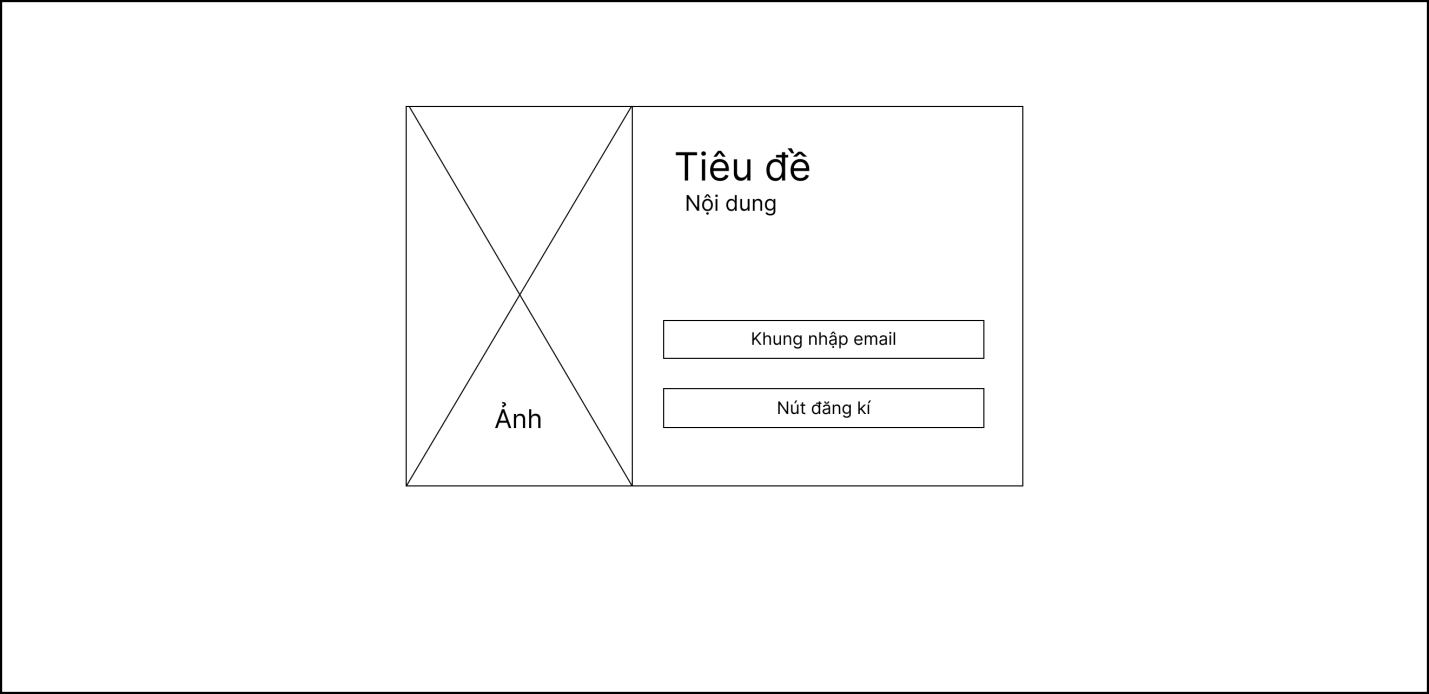 Tiêu đề
Nội dung
Khung nhập email
Nút đăng kí
Ảnh